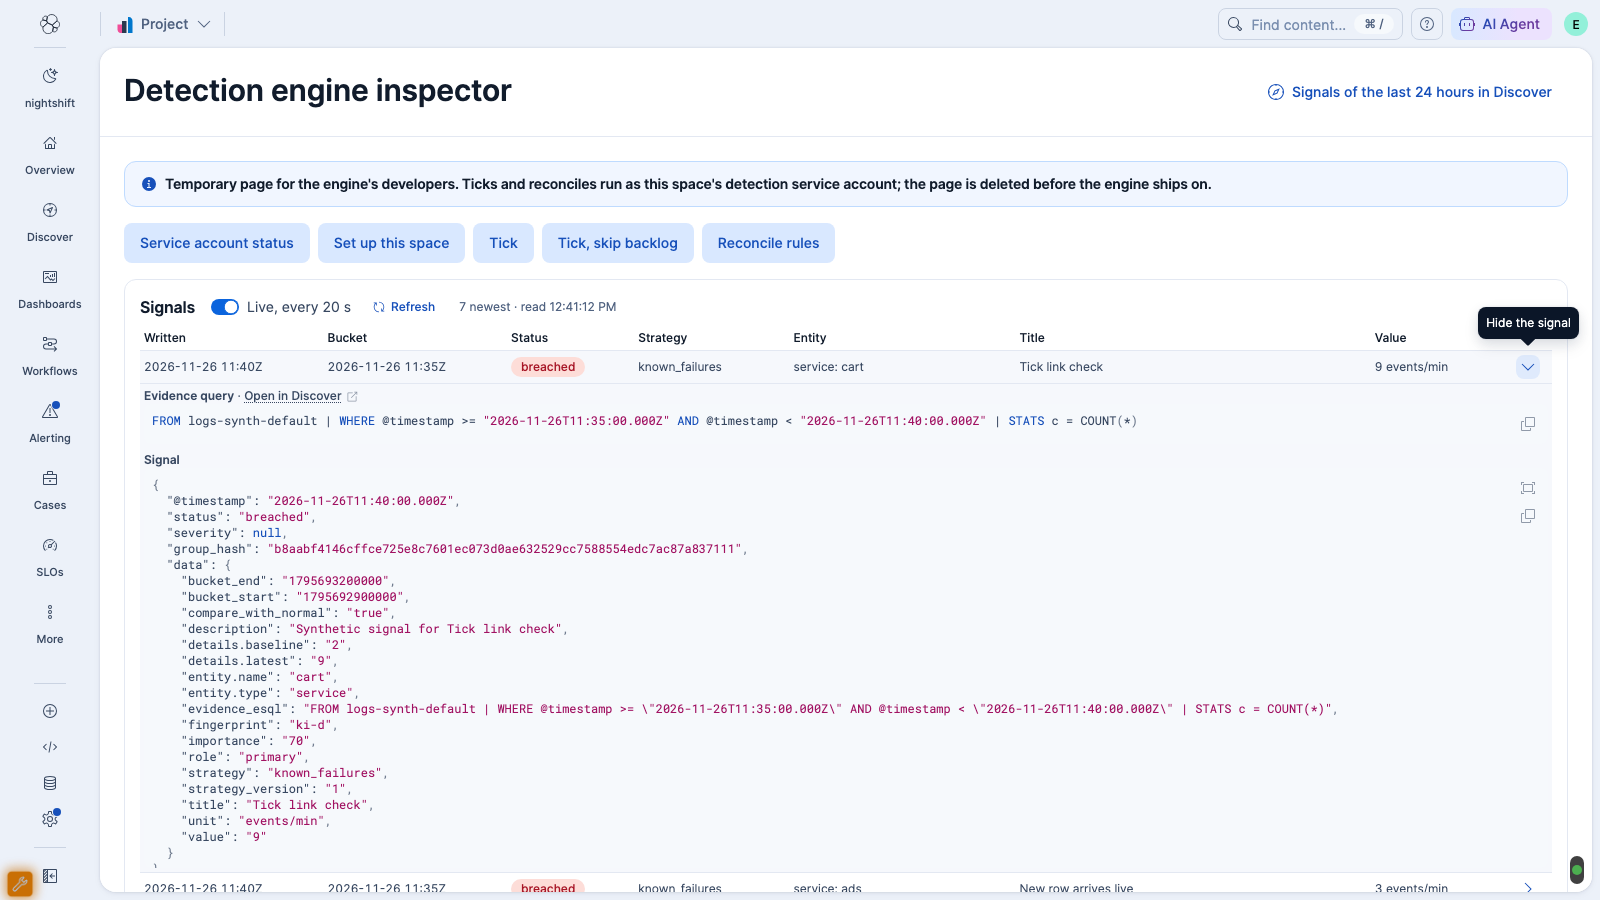 Project
Find content...
⌘ /
AI Agent
E
nightshift
Overview
Discover
Dashboards
Workflows
Alerting
Cases
SLOs
More
Detection engine inspector
Signals of the last 24 hours in Discover
Temporary page for the engine's developers. Ticks and reconciles run as this space's detection service account; the page is deleted before the engine ships on.
Service account status
Set up this space
Tick
Tick, skip backlog
Reconcile rules
Signals
Live, every 20 s
Refresh
7 newest · read 12:41:12 PM
Hide the signal
Written Bucket Status Strategy Entity Title Value
2026-11-26 11:40Z 2026-11-26 11:35Z breached known_failures service: cart Tick link check 9 events/min
Evidence query · Open in Discover
FROM logs-synth-default | WHERE @timestamp >= "2026-11-26T11:35:00.000Z" AND @timestamp < "2026-11-26T11:40:00.000Z" | STATS c = COUNT(*)
Signal
{
"@timestamp": "2026-11-26T11:40:00.000Z",
"status": "breached",
"severity": null,
"group_hash": "b8aabf4146cffce725e8c7601ec073d0ae632529cc7588554edc7ac87a837111",
"data": {
"bucket_end": "1795693200000",
"bucket_start": "1795692900000",
"compare_with_normal": "true",
"description": "Synthetic signal for Tick link check",
"details.baseline": "2",
"details.latest": "9",
"entity.name": "cart",
"entity.type": "service",
"evidence_esql": "FROM logs-synth-default | WHERE @timestamp >= \"2026-11-26T11:35:00.000Z\" AND @timestamp < \"2026-11-26T11:40:00.000Z\" | STATS c = COUNT(*)",
"fingerprint": "ki-d",
"importance": "70",
"role": "primary",
"strategy": "known_failures",
"strategy_version": "1",
"title": "Tick link check",
"unit": "events/min",
"value": "9"
}
}
2026-11-26 11:40Z 2026-11-26 11:35Z breached known_failures service: ads New row arrives live 3 events/min